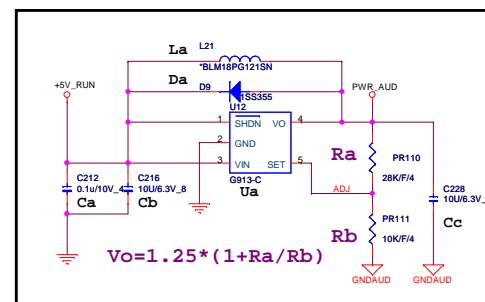 La L21
*BLM18PG121SN
+5V_RUN
Da D9
1SS355
PWR_AUD
U12
1 SHDN VO 4
2 GND
3 VIN SET 5
G913-C
Ua
ADJ
Ra
PR110
28K/F/4
Rb
PR111
10K/F/4
C212
0.1u/10V_4
Ca
C216
10U/6.3V_8
Cb
C228
10U/6.3V_
Cc
Vo=1.25*(1+Ra/Rb)
GNDAUD
GNDAUD